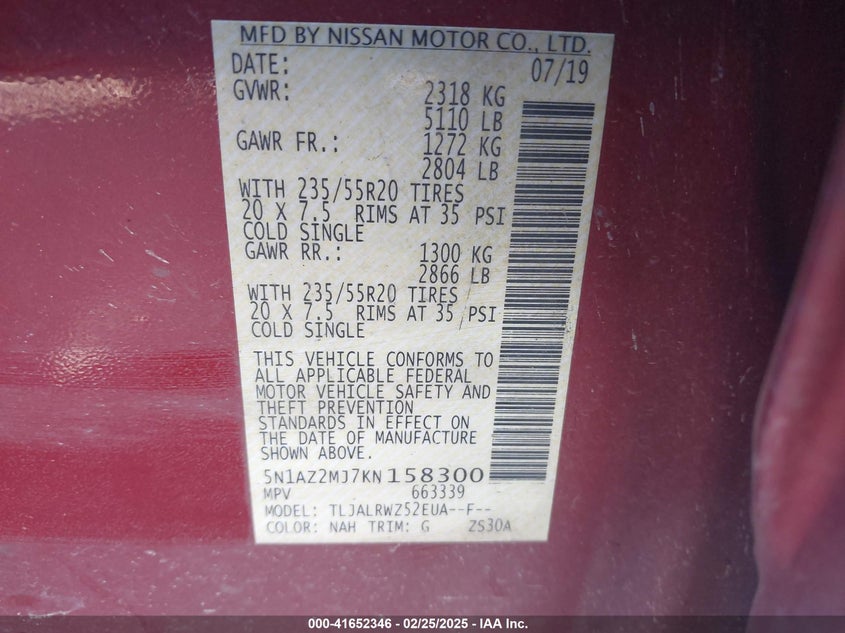 MFD BY NISSAN MOTOR CO., LTD.
DATE: 07/19
GVWR: 2318 KG
5110 LB
GAWR FR.: 1272 KG
2804 LB
WITH 235/55R20 TIRES
20 X 7.5 RIMS AT 35 PSI
COLD SINGLE
GAWR RR.: 1300 KG
2866 LB
WITH 235/55R20 TIRES
20 X 7.5 RIMS AT 35 PSI
COLD SINGLE
THIS VEHICLE CONFORMS TO
ALL APPLICABLE FEDERAL
MOTOR VEHICLE SAFETY AND
THEFT PREVENTION
STANDARDS IN EFFECT ON
THE DATE OF MANUFACTURE
SHOWN ABOVE.
5N1AZ2MJ7KN158300
MPV 663339
MODEL: TLJALRWZ52EUA--F--
COLOR: NAH TRIM: G ZS30A
000-41652346 - 02/25/2025 - IAA Inc.